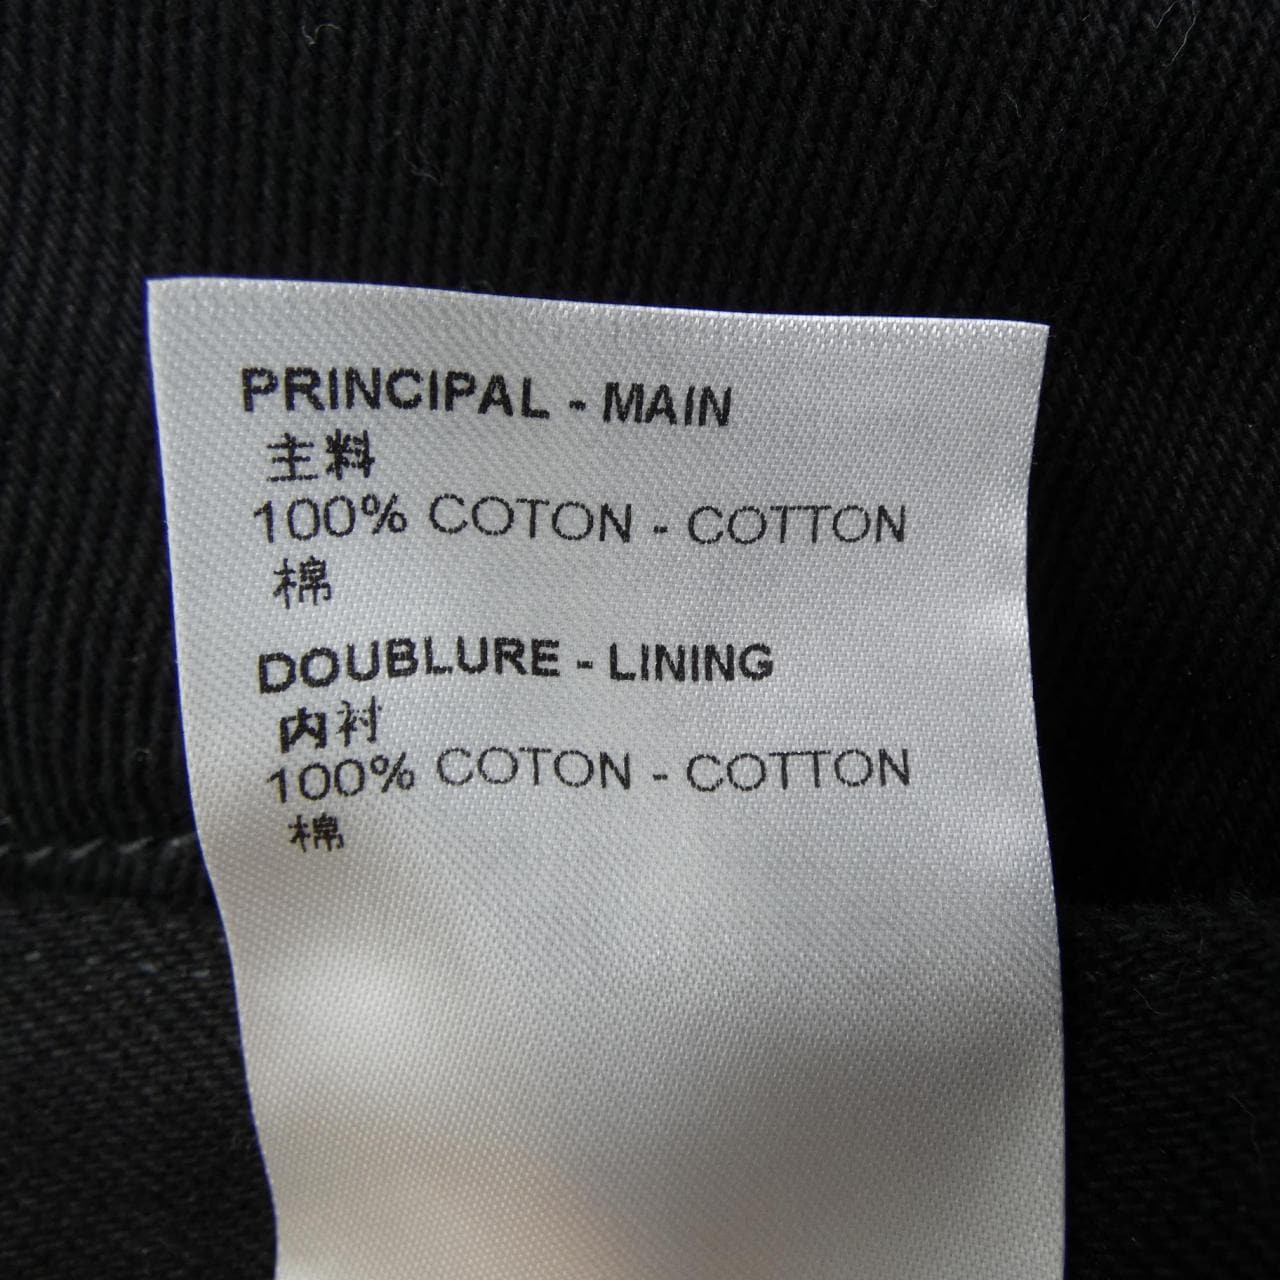 PRINCIPAL - MAIN
主料
100% COTON - COTTON
棉
DOUBLURE - LINING
内衬
100% COTON - COTTON
棉